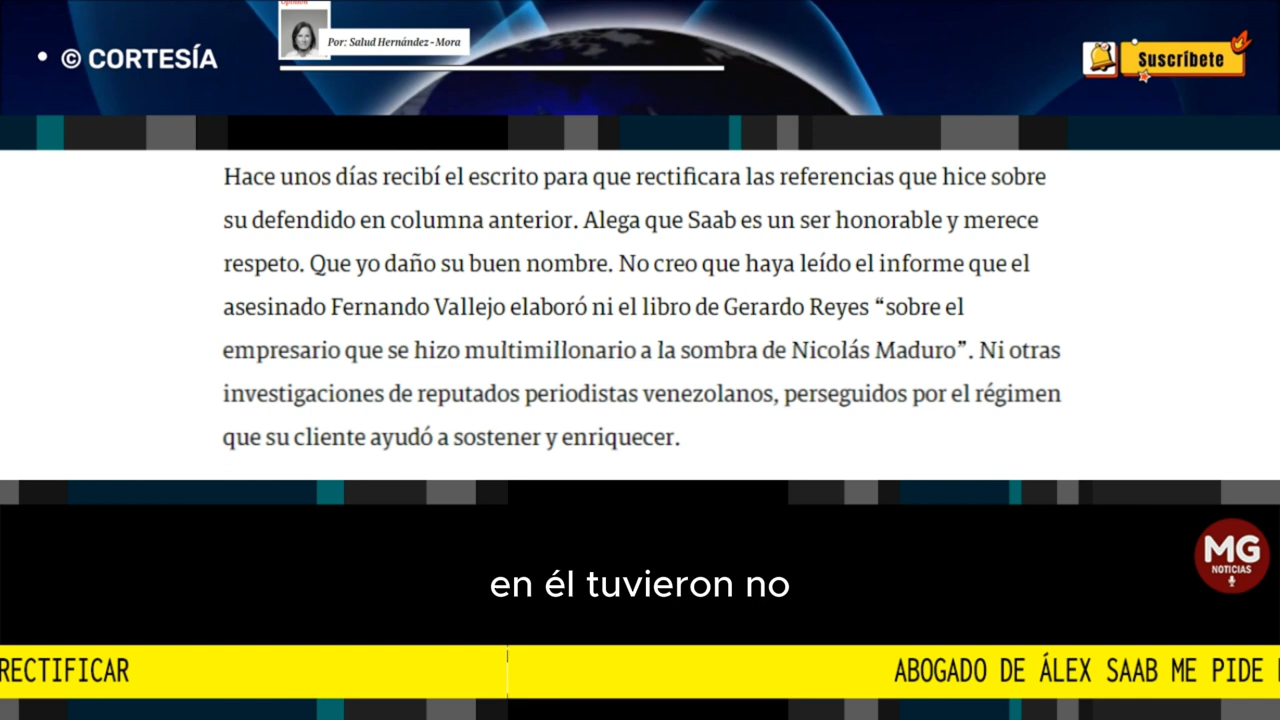 Opinión
Por: Salud Hernández-Mora
• © CORTESÍA
Suscríbete
Hace unos días recibí el escrito para que rectificara las referencias que hice sobre
su defendido en columna anterior. Alega que Saab es un ser honorable y merece
respeto. Que yo daño su buen nombre. No creo que haya leído el informe que el
asesinado Fernando Vallejo elaboró ni el libro de Gerardo Reyes “sobre el
empresario que se hizo multimillonario a la sombra de Nicolás Maduro”. Ni otras
investigaciones de reputados periodistas venezolanos, perseguidos por el régimen
que su cliente ayudó a sostener y enriquecer.
MG
NOTICIAS
en él tuvieron no
RECTIFICAR
ABOGADO DE ÁLEX SAAB ME PIDE